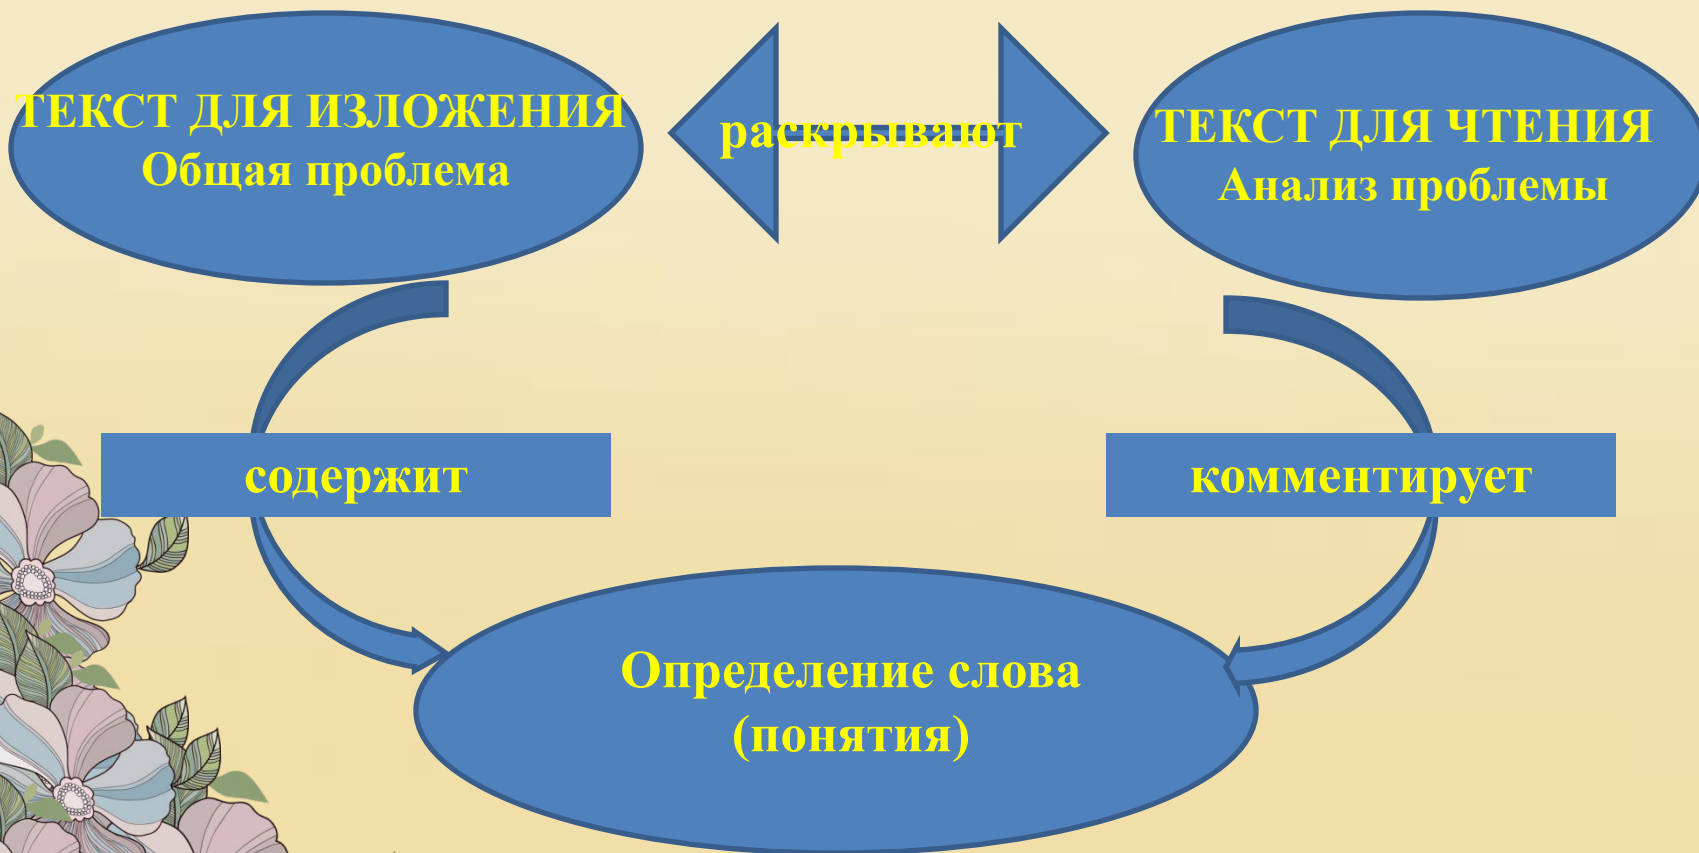 ТЕКСТ ДЛЯ ИЗЛОЖЕНИЯ
Общая проблема
раскрывают
ТЕКСТ ДЛЯ ЧТЕНИЯ
Анализ проблемы
содержит
комментирует
Определение слова
(понятия)